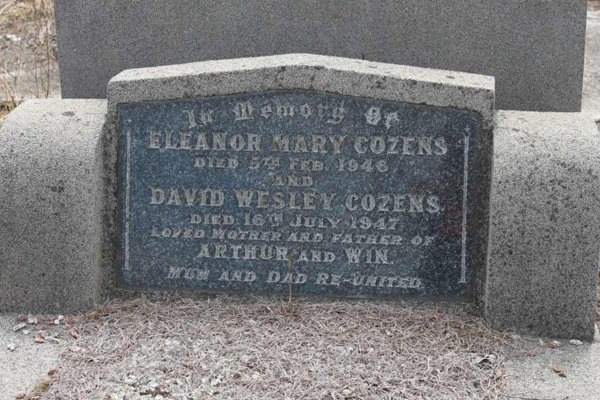 In Memory Of
ELEANOR MARY COZENS
DIED 5TH FEB. 1946
AND
DAVID WESLEY COZENS.
DIED 16TH JULY 1947
LOVED MOTHER AND FATHER OF
ARTHUR AND WIN.
MUM AND DAD RE-UNITED.